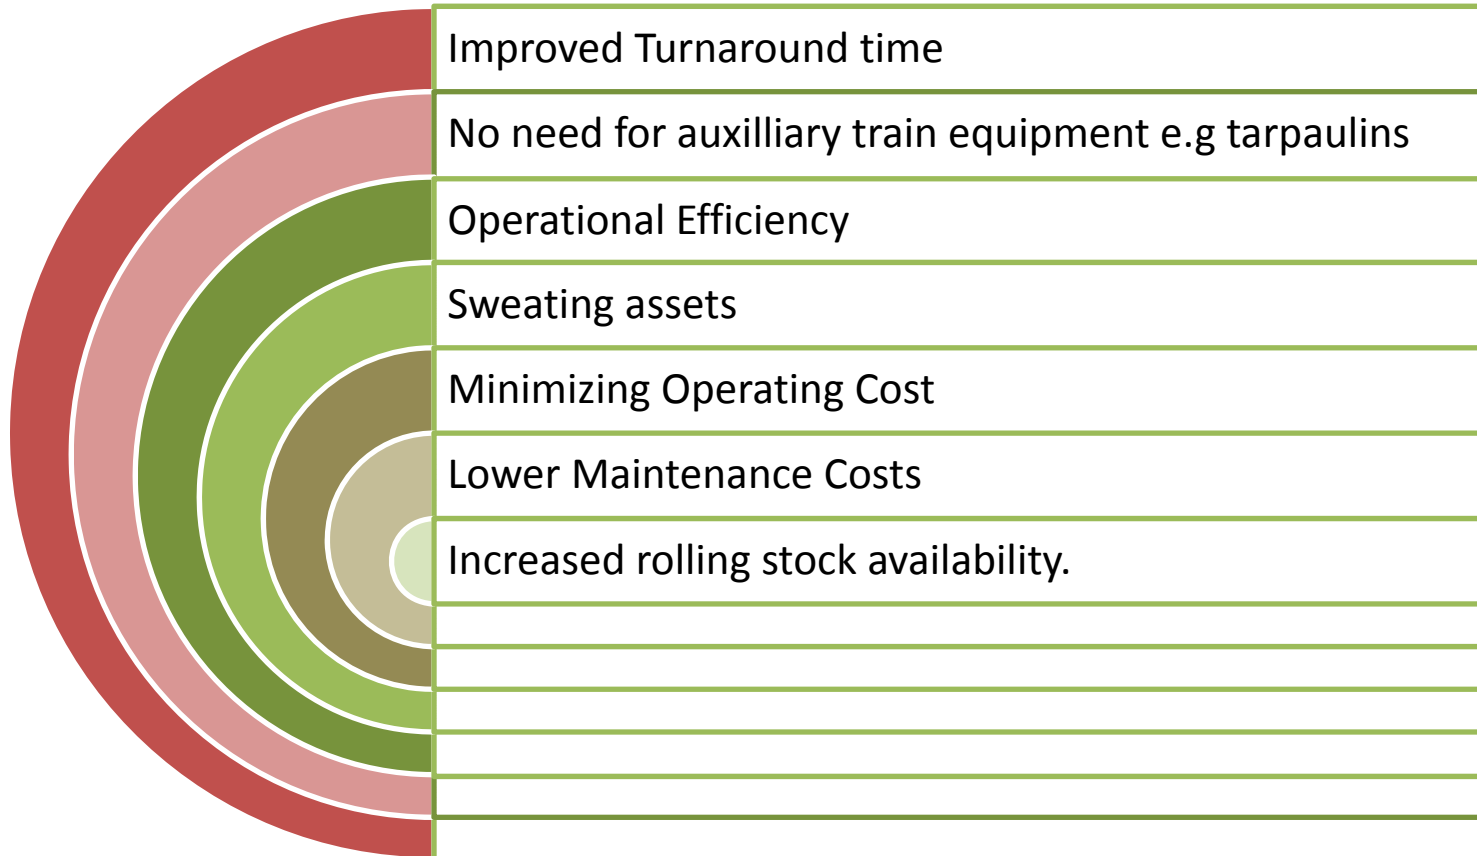 Improved Turnaround time
No need for auxilliary train equipment e.g tarpaulins
Operational Efficiency
Sweating assets
Minimizing Operating Cost
Lower Maintenance Costs
Increased rolling stock availability.